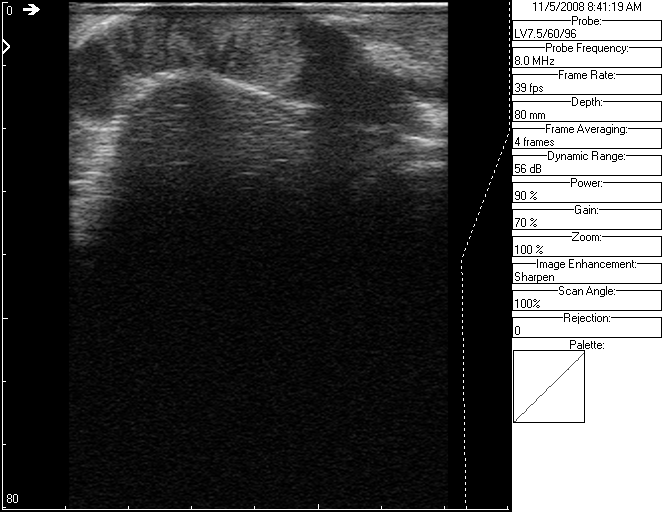 0
80
11/5/2008 8:41:19 AM
Probe:
LV7.5/60/96
Probe Frequency:
8.0 MHz
Frame Rate:
39 fps
Depth:
80 mm
Frame Averaging:
4 frames
Dynamic Range:
56 dB
Power:
90 %
Gain:
70 %
Zoom:
100 %
Image Enhancement:
Sharpen
Scan Angle:
100%
Rejection:
0
Palette: